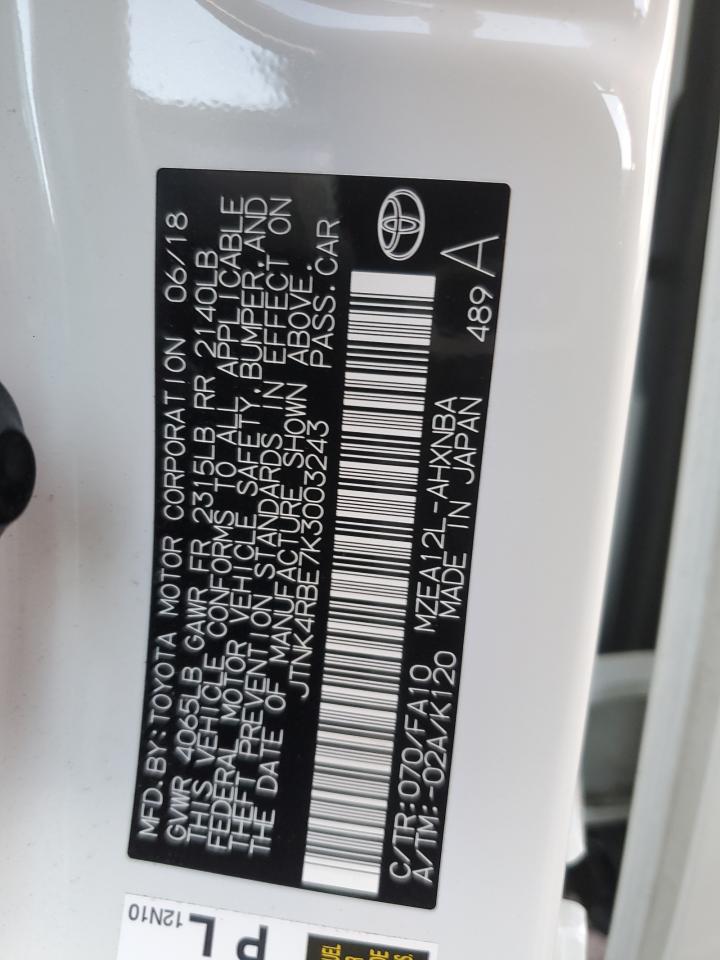 MFD.BY:TOYOTA MOTOR CORPORATION 06/18
GVWR 4065LB GAWR FR 2315LB RR 2140LB
THIS VEHICLE CONFORMS TO ALL APPLICABLE
FEDERAL MOTOR VEHICLE SAFETY, BUMPER, AND
THEFT PREVENTION STANDARDS IN EFFECT ON
THE DATE OF MANUFACTURE SHOWN ABOVE.
JTNK4RBE7K3003243 PASS.CAR
C/TR:070/FA10 MZEA12L-AHXNBA
A/TM:-02A/K120 MADE IN JAPAN
489 A
12N10
P L